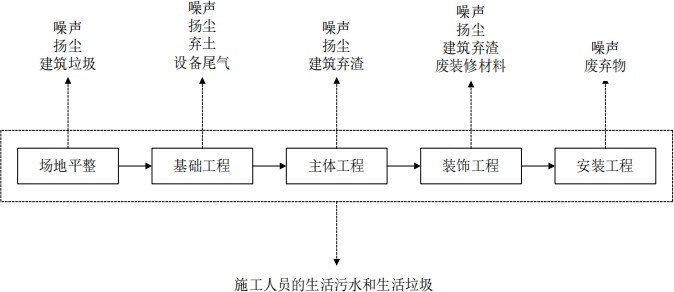 噪声
扬尘
建筑垃圾
噪声
扬尘
弃土
设备尾气
噪声
扬尘
建筑弃渣
噪声
扬尘
建筑弃渣
废装修材料
噪声
废弃物
场地平整
基础工程
主体工程
装饰工程
安装工程
施工人员的生活污水和生活垃圾